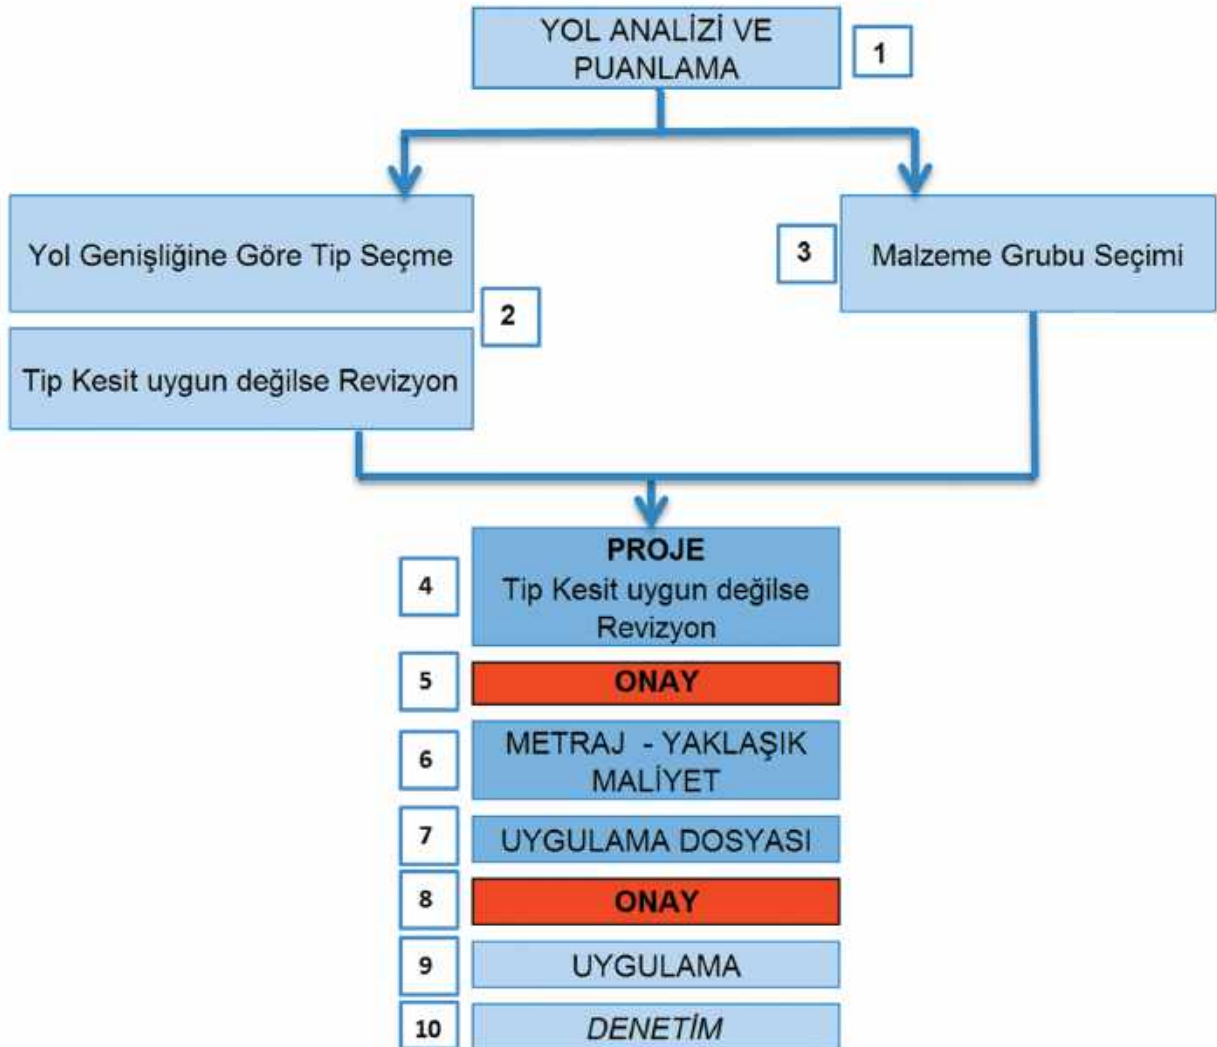 YOL ANALİZİ VE
PUANLAMA
1
Yol Genişliğine Göre Tip Seçme
2
Tip Kesit uygun değilse Revizyon
3
Malzeme Grubu Seçimi
4
PROJE
Tip Kesit uygun değilse
Revizyon
5
ONAY
6
METRAJ - YAKLAŞIK
MALİYET
7
UYGULAMA DOSYASI
8
ONAY
9
UYGULAMA
10
DENETİM